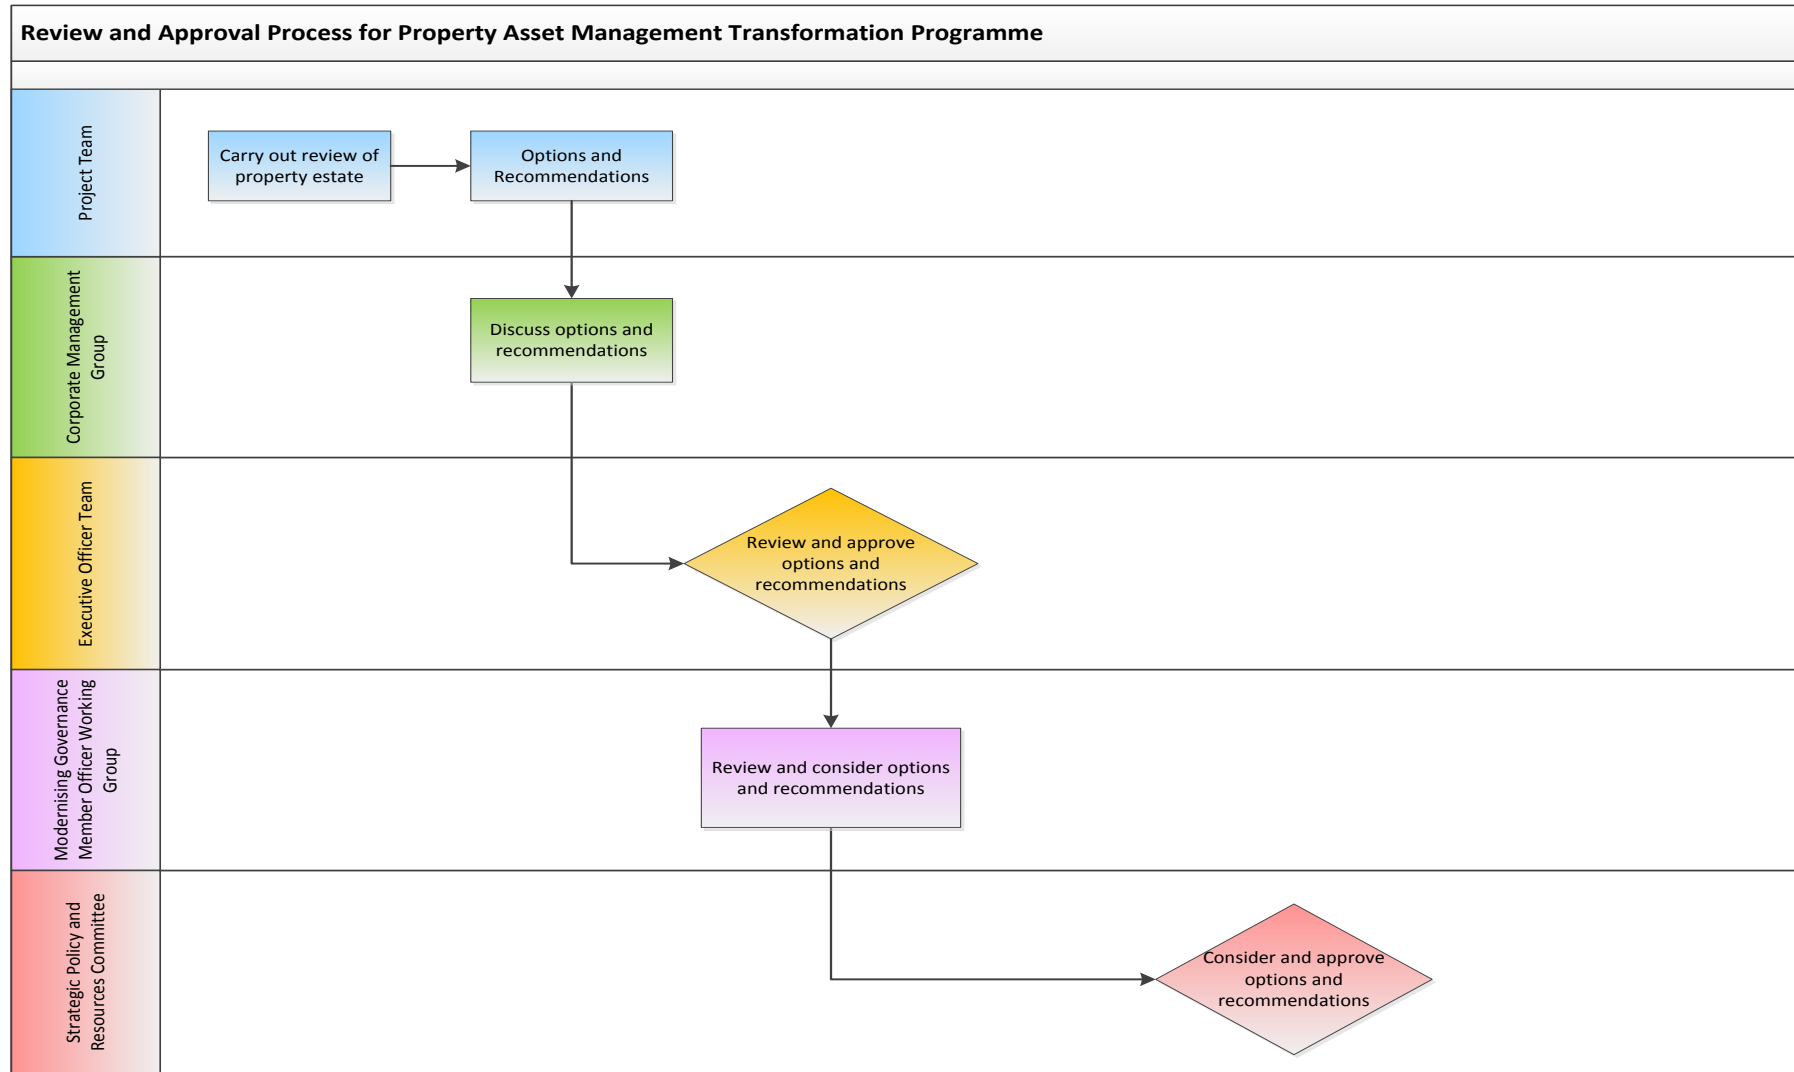 Review and Approval Process for Property Asset Management Transformation Programme
Project Team
Carry out review of
property estate
Options and
Recommendations
Corporate Management
Group
Discuss options and
recommendations
Executive Officer Team
Review and approve
options and
recommendations
Modernising Governance
Member Officer Working
Group
Review and consider options
and recommendations
Strategic Policy and
Resources Committee
Consider and approve
options and
recommendations